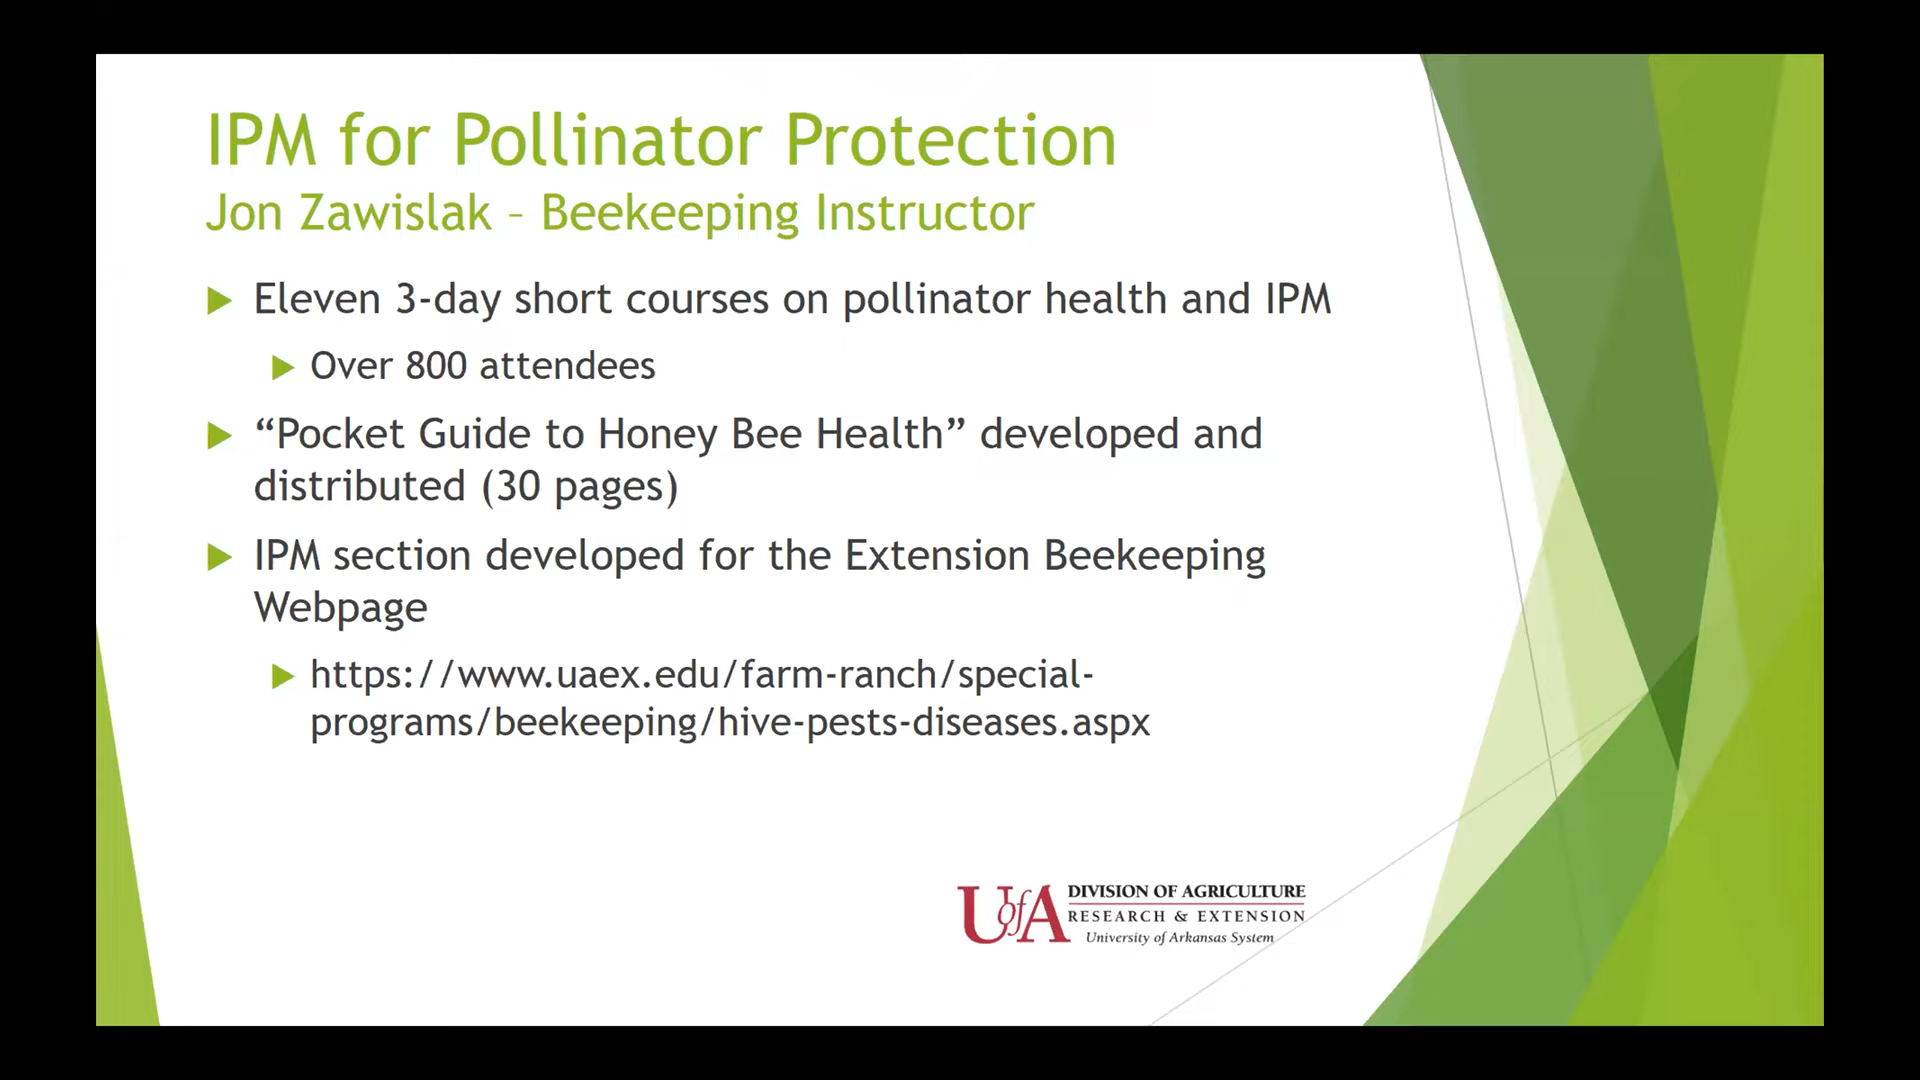 IPM for Pollinator Protection
Jon Zawislak – Beekeeping Instructor
Eleven 3-day short courses on pollinator health and IPM
Over 800 attendees
“Pocket Guide to Honey Bee Health” developed and
distributed (30 pages)
IPM section developed for the Extension Beekeeping
Webpage
https://www.uaex.edu/farm-ranch/special-
programs/beekeeping/hive-pests-diseases.aspx
UofA
DIVISION OF AGRICULTURE
RESEARCH & EXTENSION
University of Arkansas System